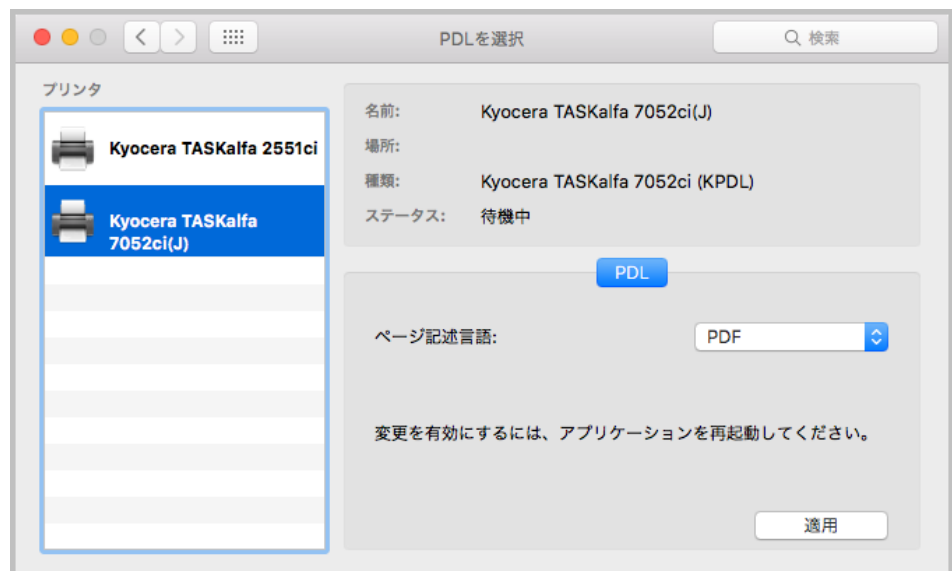 PDLを選択
検索
プリンタ
Kyocera TASKalfa 2551ci
Kyocera TASKalfa
7052ci(J)
名前: Kyocera TASKalfa 7052ci(J)
場所:
種類: Kyocera TASKalfa 7052ci (KPDL)
ステータス: 待機中
PDL
ページ記述言語: PDF
変更を有効にするには、アプリケーションを再起動してください。
適用